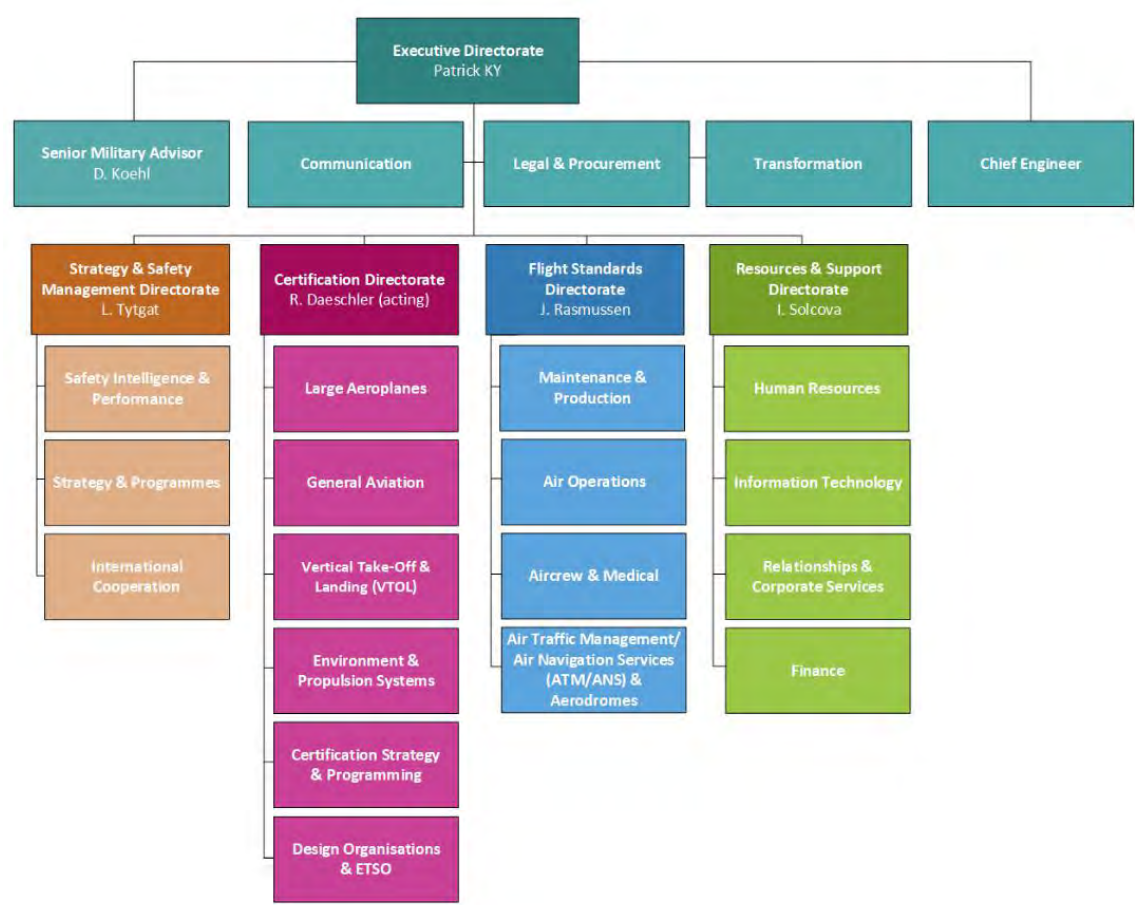 Executive Directorate
Patrick KY
Senior Military Advisor
D. Koehl
Communication
Legal & Procurement
Transformation
Chief Engineer
Strategy & Safety
Management Directorate
L. Tytgat
Certification Directorate
R. Daeschler (acting)
Flight Standards
Directorate
J. Rasmussen
Resources & Support
Directorate
I. Solcova
Safety Intelligence &
Performance
Strategy & Programmes
International
Cooperation
Large Aeroplanes
General Aviation
Vertical Take-Off &
Landing (VTOL)
Environment &
Propulsion Systems
Certification Strategy
& Programming
Design Organisations
& ETSO
Maintenance &
Production
Air Operations
Aircrew & Medical
Air Traffic Management/
Air Navigation Services
(ATM/ANS) &
Aerodromes
Human Resources
Information Technology
Relationships &
Corporate Services
Finance